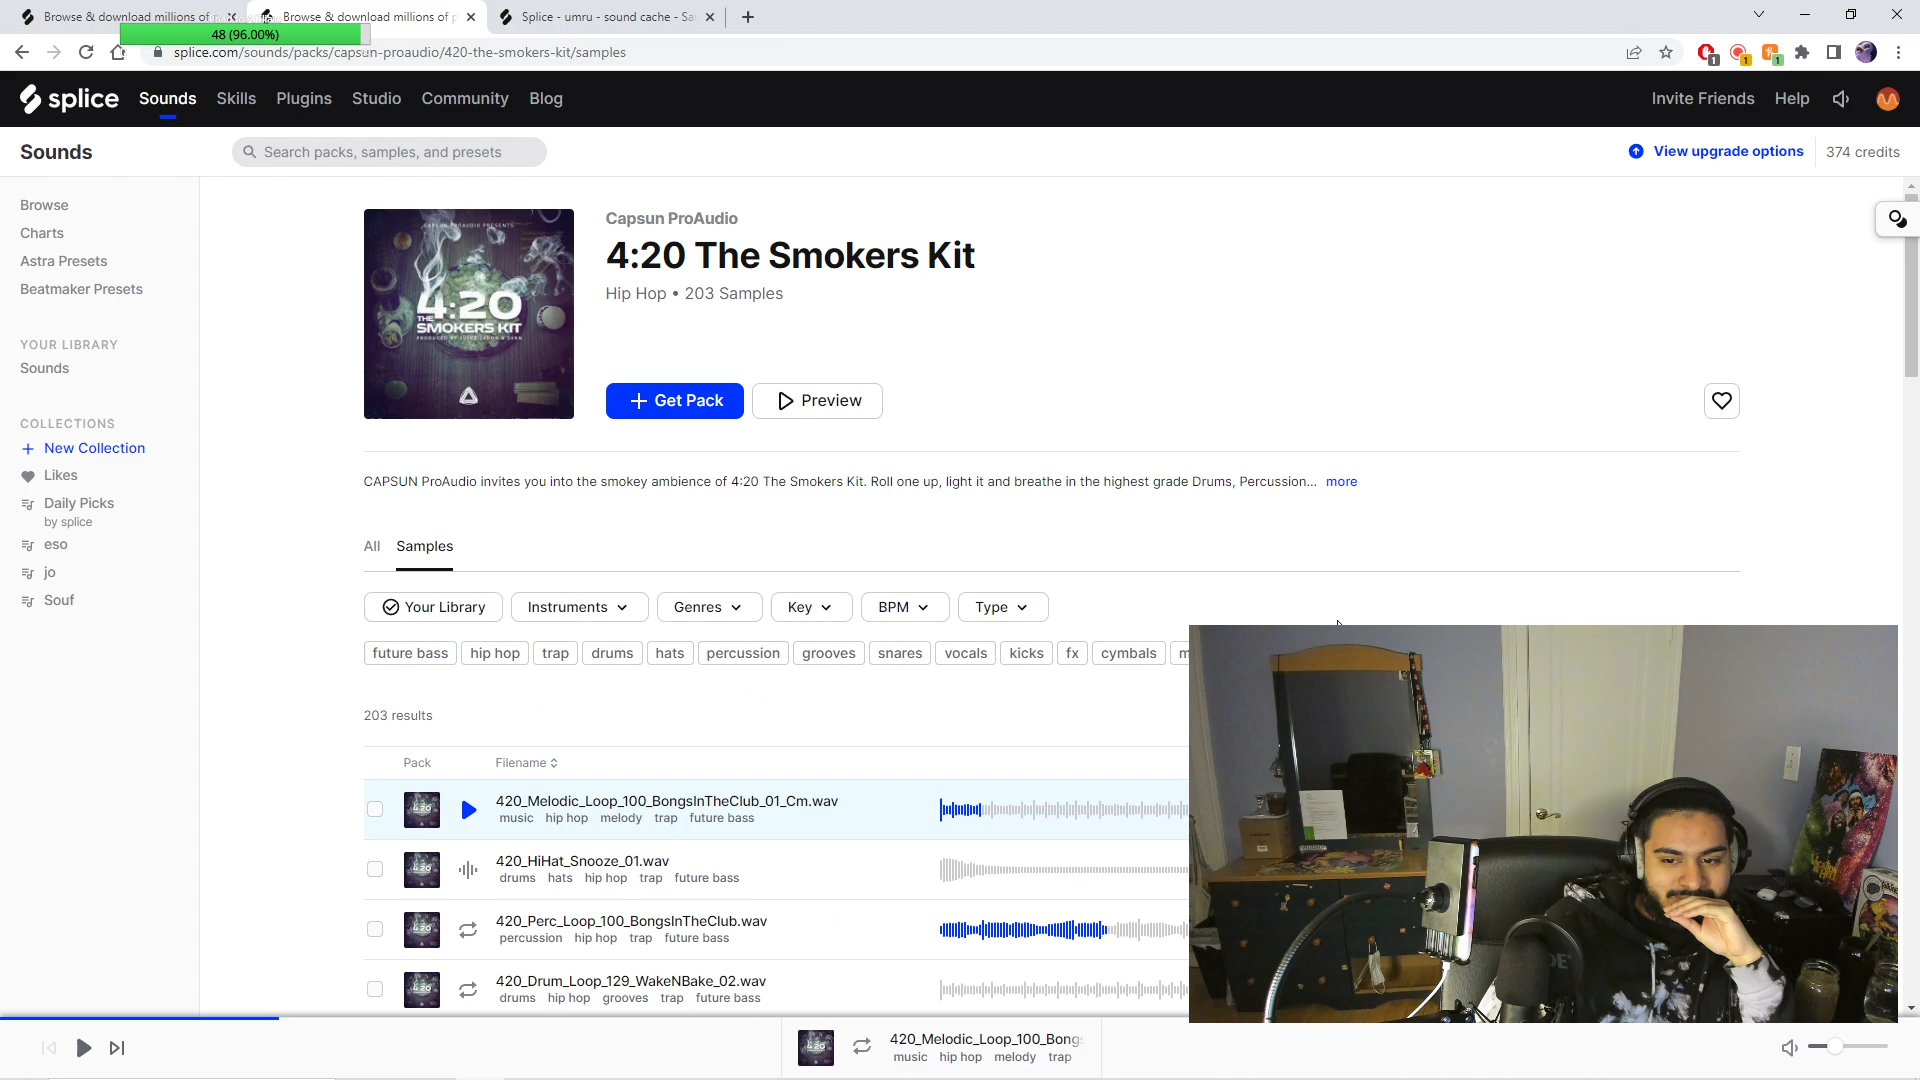 Browse & download millions of
Browse & download millions of p
Splice - umru - sound cache - Sa
48 (96.00%)
splice.com/sounds/packs/capsun-proaudio/420-the-smokers-kit/samples
1
1
1
splice
Sounds
Skills
Plugins
Studio
Community
Blog
Invite Friends
Help
Sounds
Search packs, samples, and presets
View upgrade options
374 credits
Browse
Charts
Astra Presets
Beatmaker Presets
YOUR LIBRARY
Sounds
COLLECTIONS
New Collection
Likes
Daily Picks
by splice
eso
jo
Souf
CAPSUN PROAUDIO PRESENTS
4:20
THE
SMOKERS KIT
Capsun ProAudio
4:20 The Smokers Kit
Hip Hop • 203 Samples
Get Pack
Preview
CAPSUN ProAudio invites you into the smokey ambience of 4:20 The Smokers Kit. Roll one up, light it and breathe in the highest grade Drums, Percussion... more
All
Samples
Your Library
Instruments
Genres
Key
BPM
Type
future bass
hip hop
trap
drums
hats
percussion
grooves
snares
vocals
kicks
fx
cymbals
m
203 results
Pack
Filename
420_Melodic_Loop_100_BongsInTheClub_01_Cm.wav
music hip hop melody trap future bass
420_HiHat_Snooze_01.wav
drums hats hip hop trap future bass
420_Perc_Loop_100_BongsInTheClub.wav
percussion hip hop trap future bass
420_Drum_Loop_129_WakeNBake_02.wav
drums hip hop grooves trap future bass
420_Melodic_Loop_100_Bongs
music hip hop melody trap